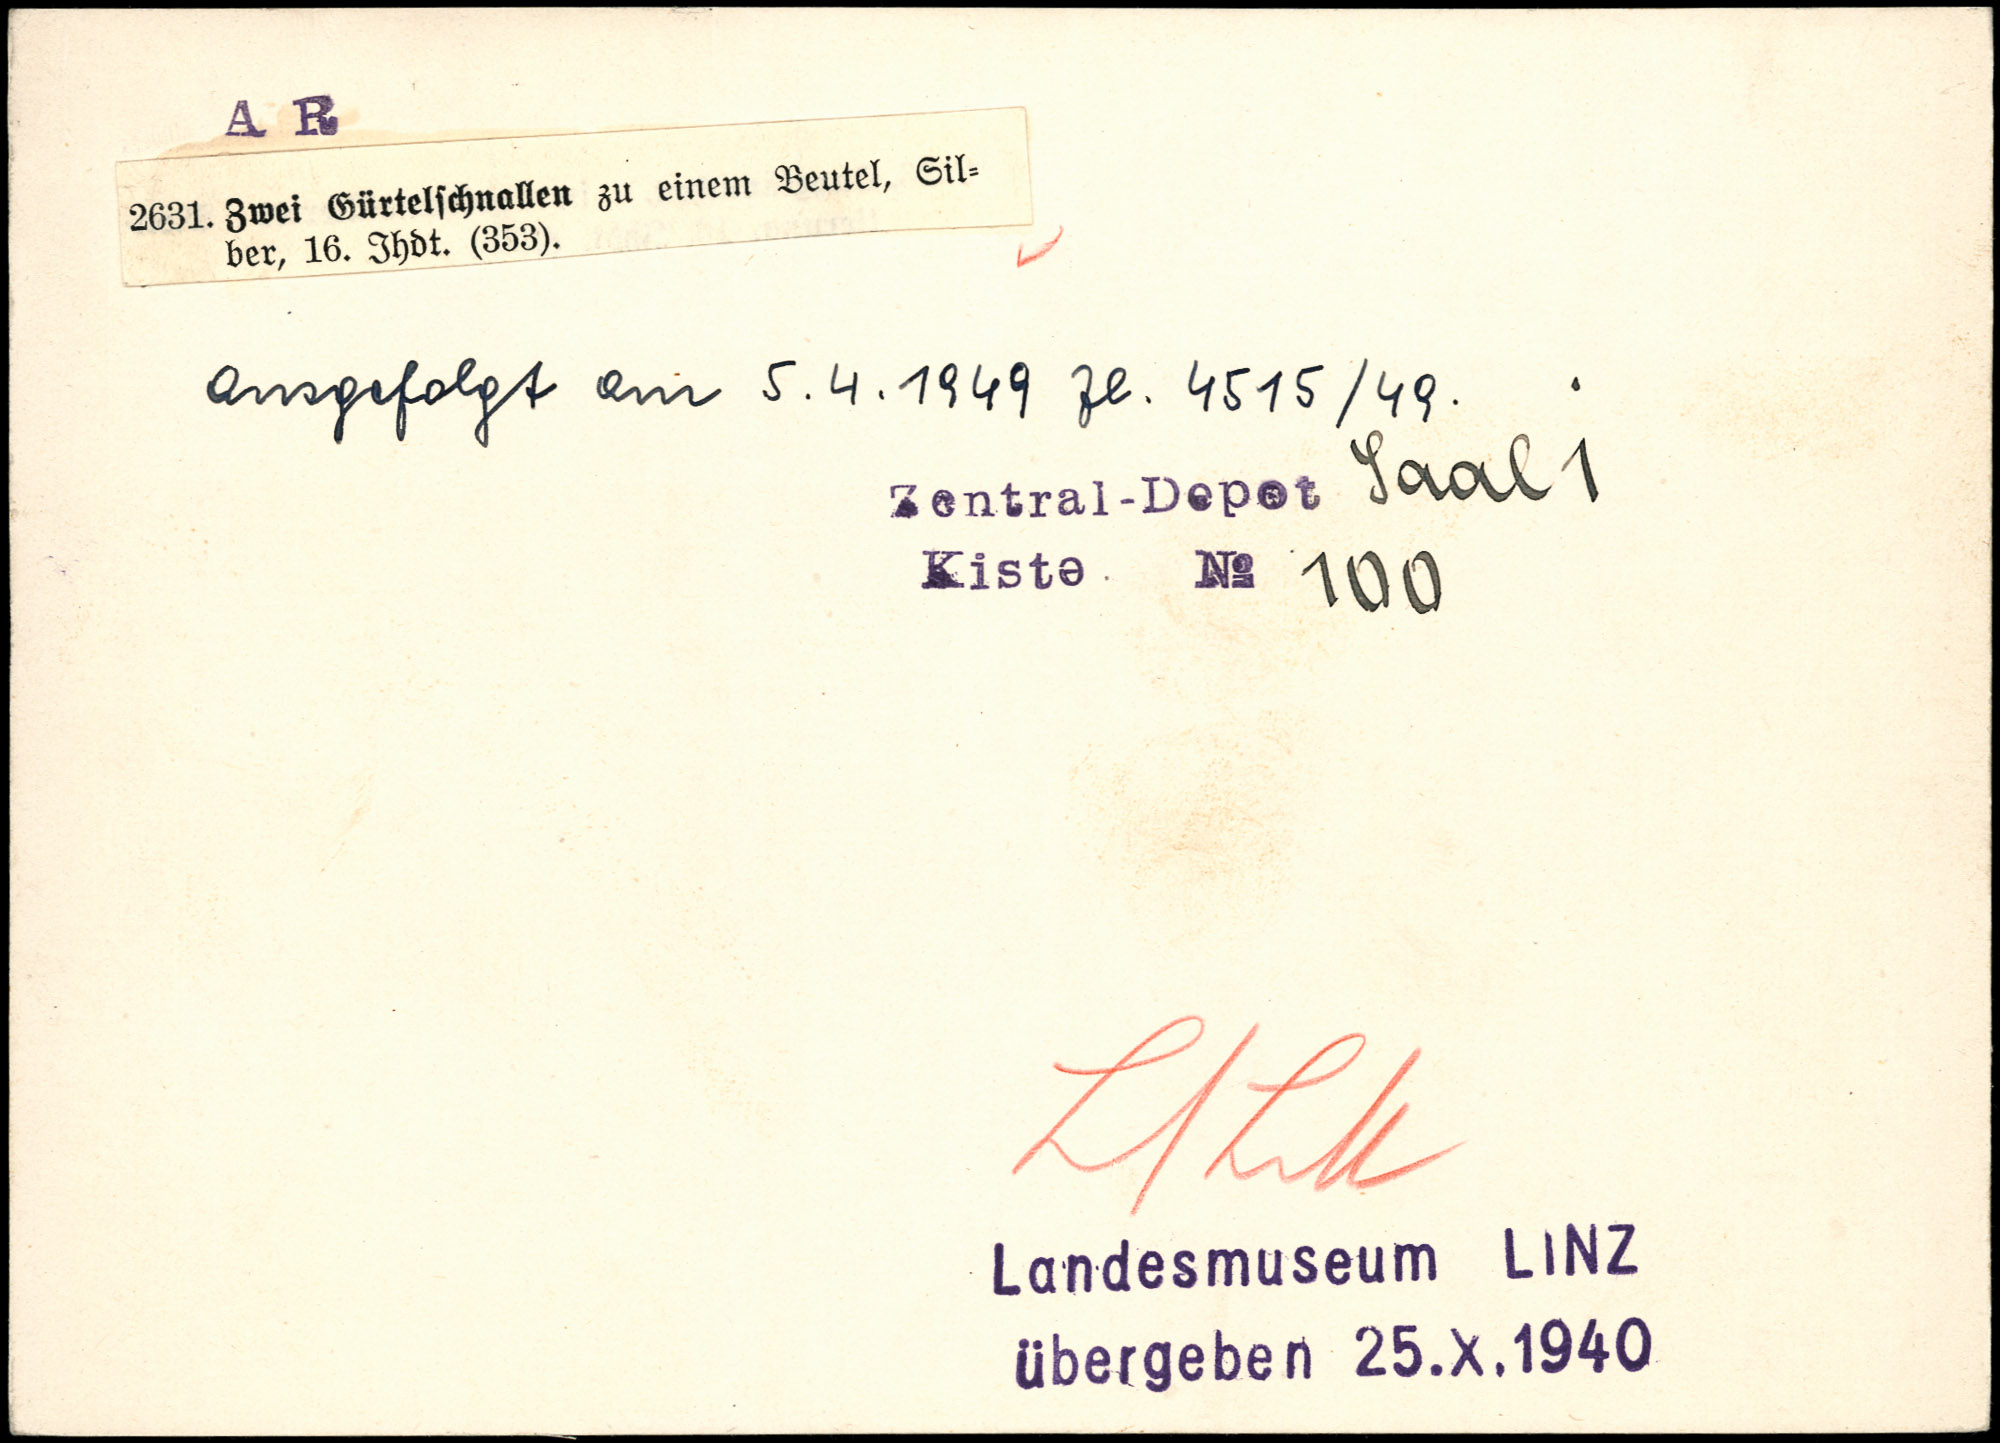 A R
2631. Zwei Gürtelschnallen zu einem Beutel, Sil=
ber, 16. Jhdt. (353).
ausgefolgt am 5.4.1949 Zl. 4515/49.
Zentral-Depot Saal 1
Kiste № 100
Landesmuseum LINZ
übergeben 25.X.1940